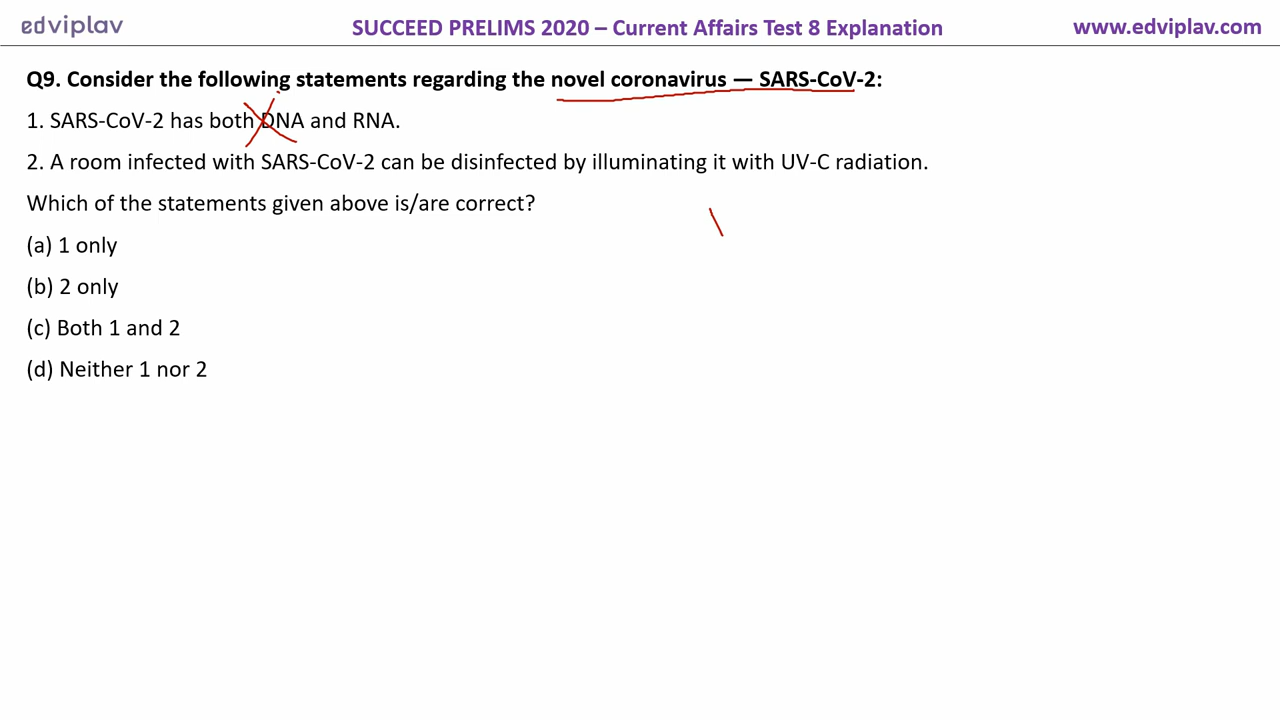 edviplav
SUCCEED PRELIMS 2020 – Current Affairs Test 8 Explanation
www.edviplav.com
Q9. Consider the following statements regarding the novel coronavirus — SARS-CoV-2:
1. SARS-CoV-2 has both DNA and RNA.
2. A room infected with SARS-CoV-2 can be disinfected by illuminating it with UV-C radiation.
Which of the statements given above is/are correct?
(a) 1 only
(b) 2 only
(c) Both 1 and 2
(d) Neither 1 nor 2